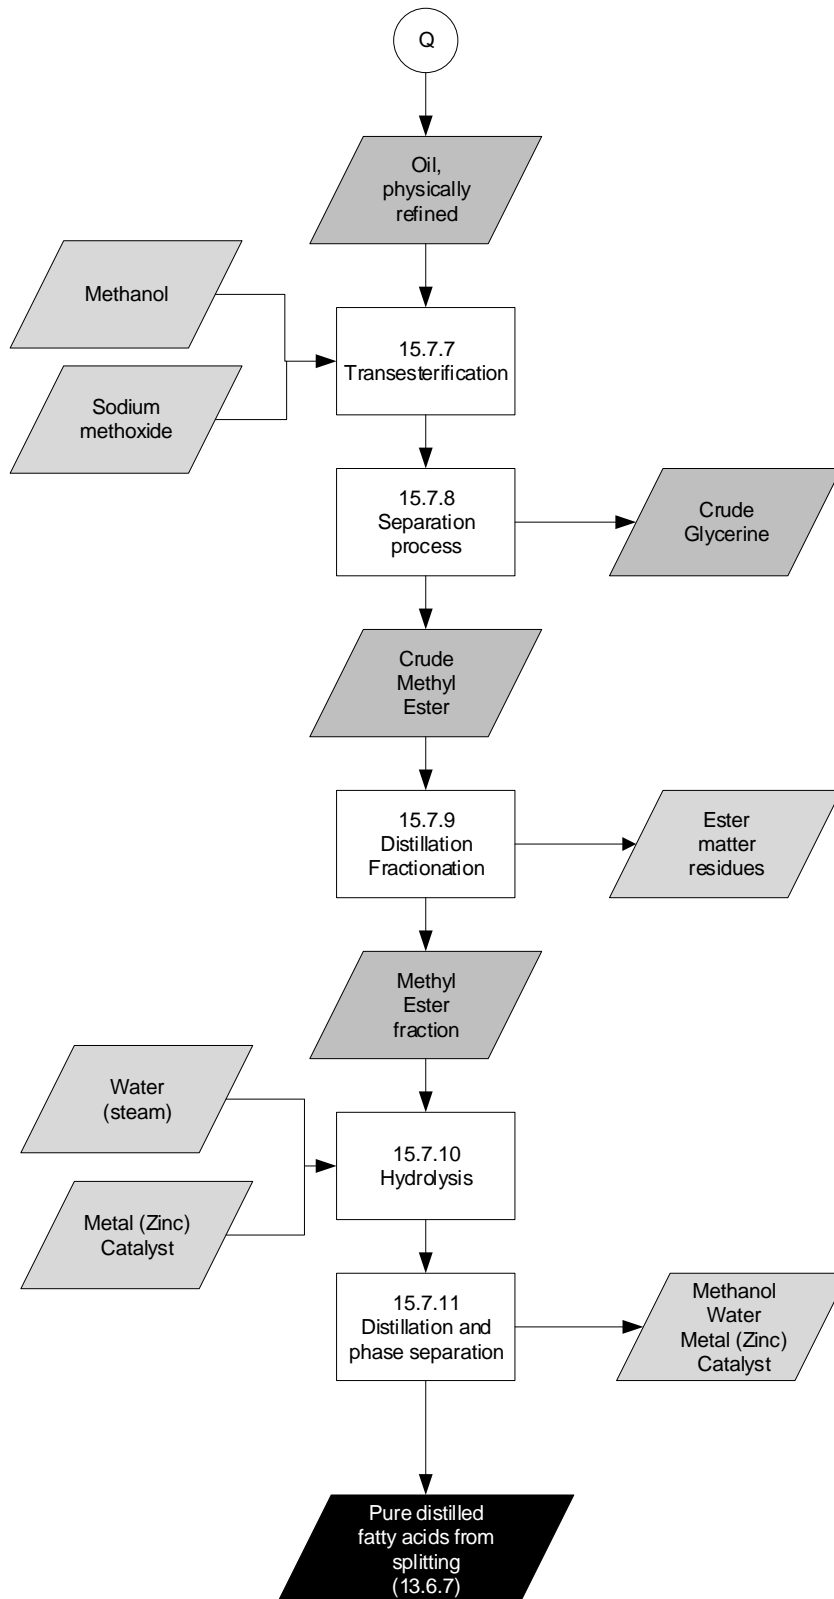 Q
Oil,
physically
refined
Methanol
15.7.7
Transesterification
Sodium
methoxide
15.7.8
Separation
process
Crude
Glycerine
Crude
Methyl
Ester
15.7.9
Distillation
Fractionation
Ester
matter
residues
Methyl
Ester
fraction
Water
(steam)
15.7.10
Hydrolysis
Metal (Zinc)
Catalyst
15.7.11
Distillation and
phase separation
Methanol
Water
Metal (Zinc)
Catalyst
Pure distilled
fatty acids from
splitting
(13.6.7)